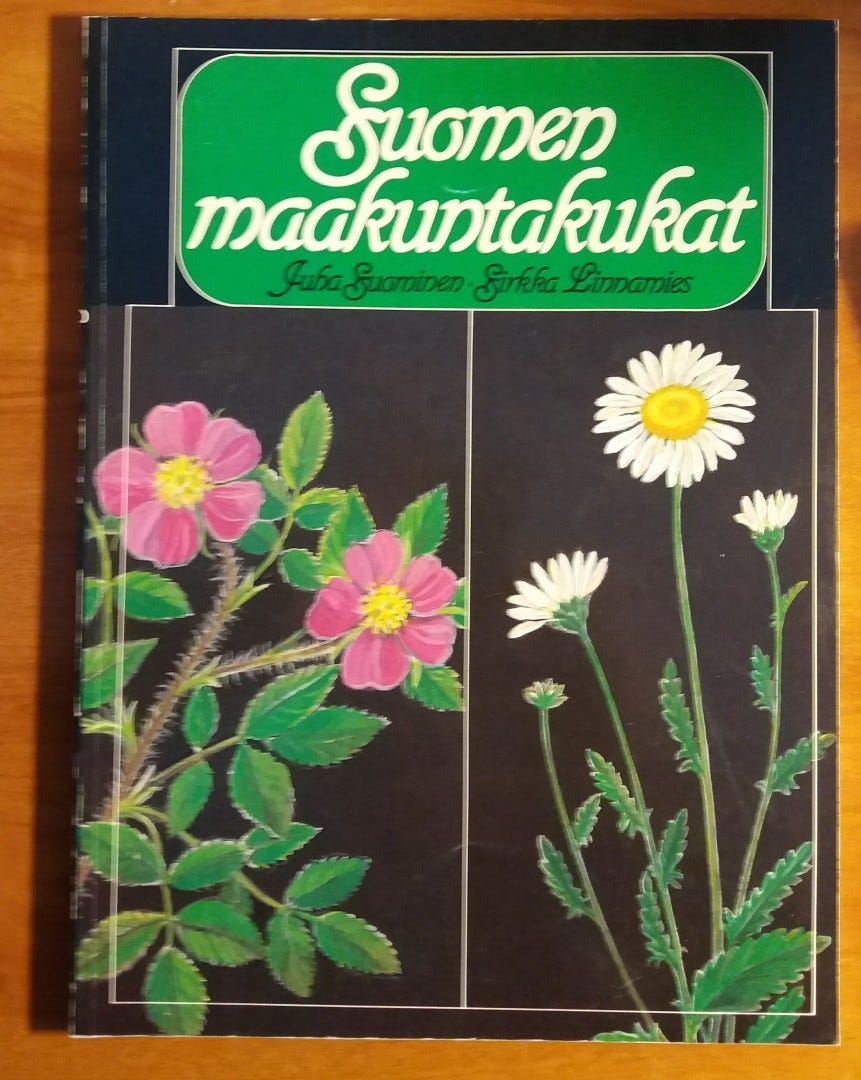 Suomen
maakuntakukat
Juha Suominen · Sirkka Linnamies